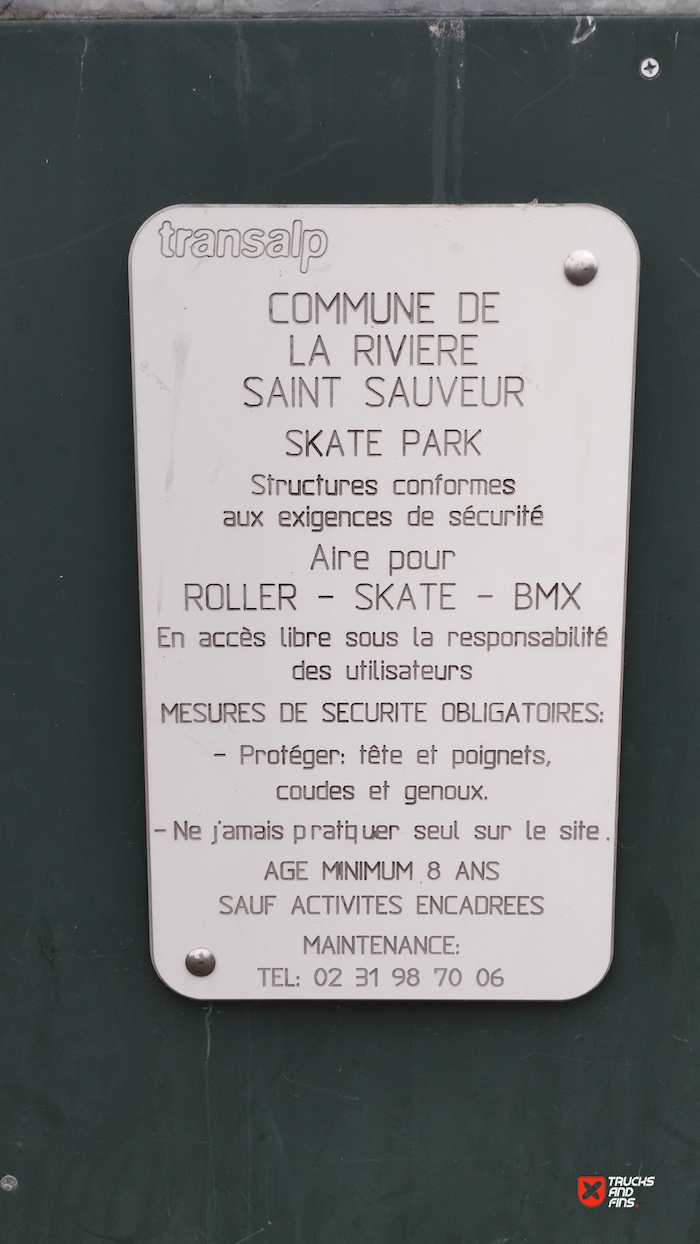 transalp
COMMUNE DE
LA RIVIERE
SAINT SAUVEUR
SKATE PARK
Structures conformes
aux exigences de sécurité
Aire pour
ROLLER - SKATE - BMX
En accès libre sous la responsabilité
des utilisateurs
MESURES DE SECURITE OBLIGATOIRES:
- Protéger: tête et poignets,
coudes et genoux.
- Ne j'amais pratiquer seul sur le site.
AGE MINIMUM 8 ANS
SAUF ACTIVITES ENCADREES
MAINTENANCE:
TEL: 02 31 98 70 06
TRUCKS
AND
FINS.